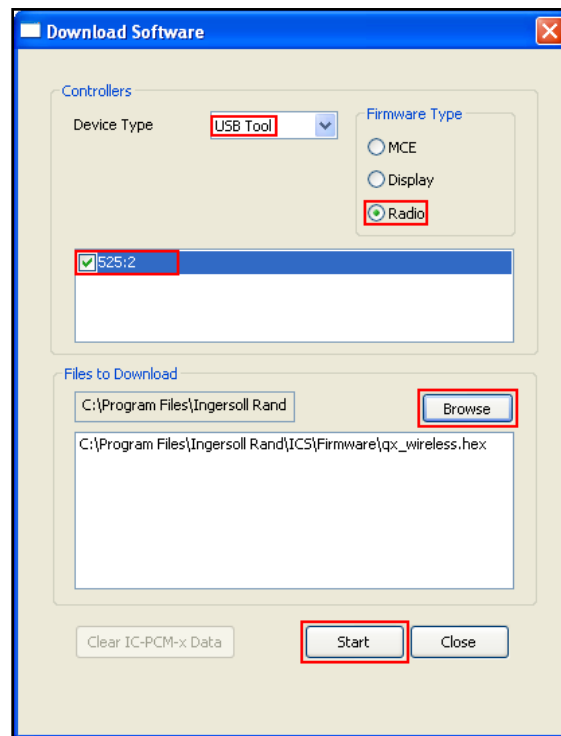 Download Software
Controllers
Device Type
USB Tool
Firmware Type
MCE
Display
Radio
525:2
Files to Download
C:\Program Files\Ingersoll Rand
Browse
C:\Program Files\Ingersoll Rand\ICS\Firmware\qx_wireless.hex
Clear IC-PCM-x Data
Start
Close